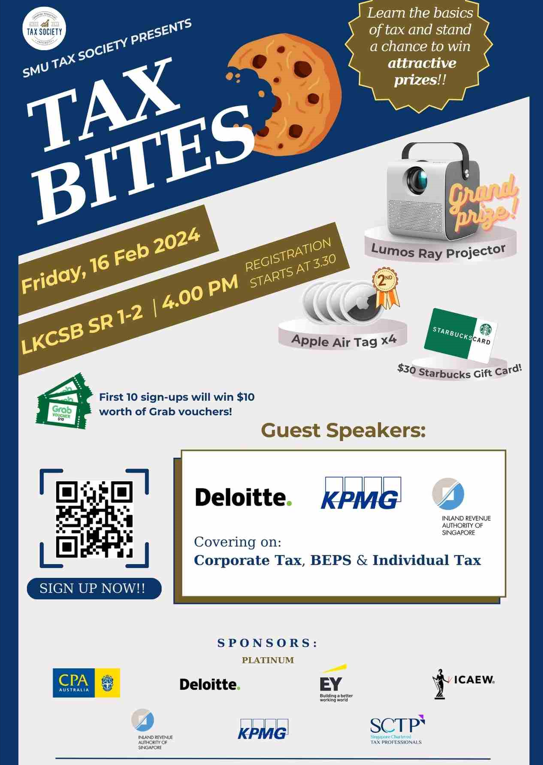 TAX SOCIETY
SMU TAX SOCIETY PRESENTS
TAX
BITES
Learn the basics
of tax and stand
a chance to win
attractive
prizes!!
Grand
prize!
Lumos Ray Projector
Friday, 16 Feb 2024
LKCSB SR 1-2 | 4.00 PM
REGISTRATION
STARTS AT 3.30
2ND
Apple Air Tag x4
STARBUCKS CARD
$30 Starbucks Gift Card!
Grab
First 10 sign-ups will win $10
worth of Grab vouchers!
Guest Speakers:
Deloitte.
KPMG
INLAND REVENUE
AUTHORITY OF
SINGAPORE
Covering on:
Corporate Tax, BEPS & Individual Tax
SIGN UP NOW!!
SPONSORS:
PLATINUM
CPA
AUSTRALIA
Deloitte.
EY
Building a better
working world
ICAEW
INLAND REVENUE
AUTHORITY OF
SINGAPORE
KPMG
SCTP
Singapore Chartered
TAX PROFESSIONALS